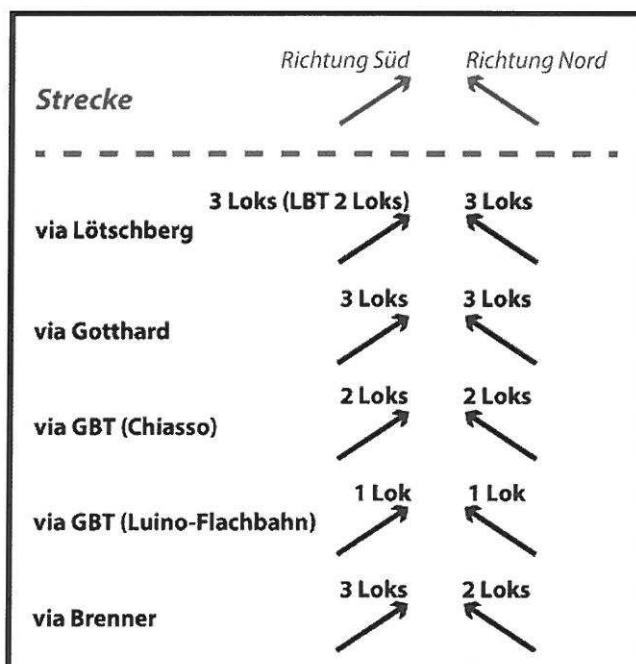 Richtung Süd Richtung Nord
Strecke
3 Loks (LBT 2 Loks) 3 Loks
via Lötschberg
3 Loks 3 Loks
via Gotthard
2 Loks 2 Loks
via GBT (Chiasso)
1 Lok 1 Lok
via GBT (Luino-Flachbahn)
3 Loks 2 Loks
via Brenner